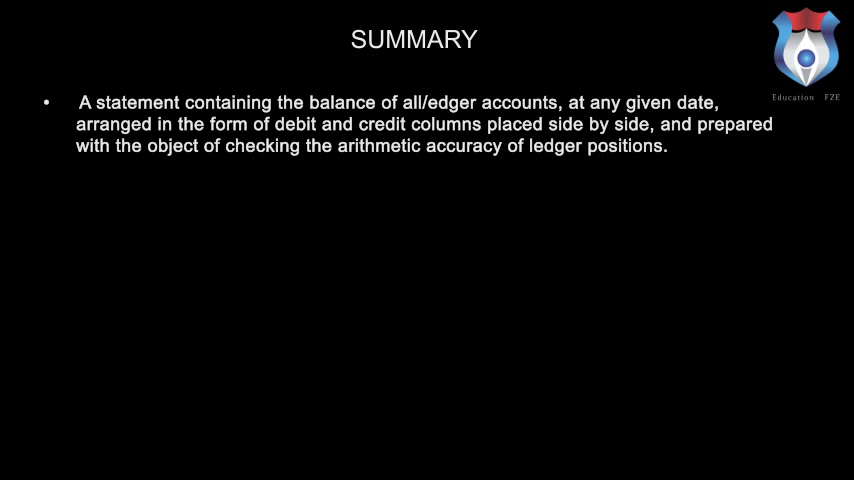 SUMMARY
• A statement containing the balance of all/edger accounts, at any given date,
arranged in the form of debit and credit columns placed side by side, and prepared
with the object of checking the arithmetic accuracy of ledger positions.
Education FZE